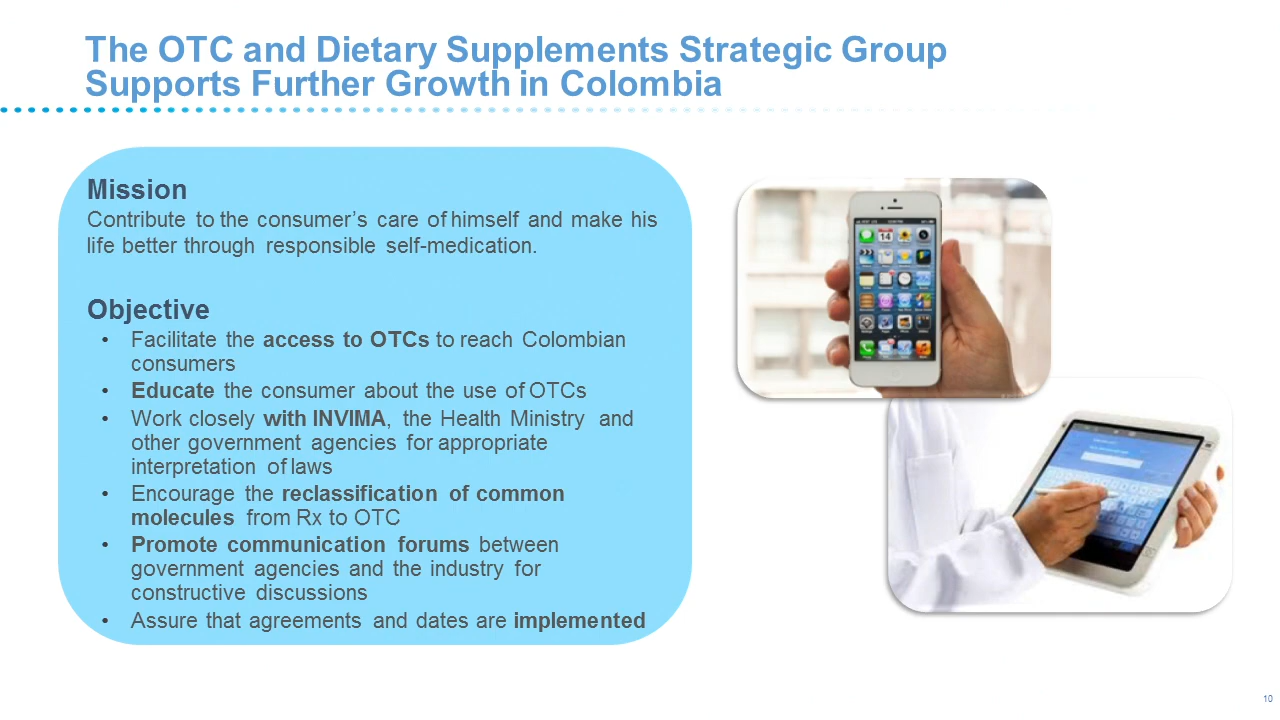 The OTC and Dietary Supplements Strategic Group
Supports Further Growth in Colombia
Mission
Contribute to the consumer’s care of himself and make his
life better through responsible self-medication.
Objective
• Facilitate the access to OTCs to reach Colombian
consumers
• Educate the consumer about the use of OTCs
• Work closely with INVIMA, the Health Ministry and
other government agencies for appropriate
interpretation of laws
• Encourage the reclassification of common
molecules from Rx to OTC
• Promote communication forums between
government agencies and the industry for
constructive discussions
• Assure that agreements and dates are implemented
14
10